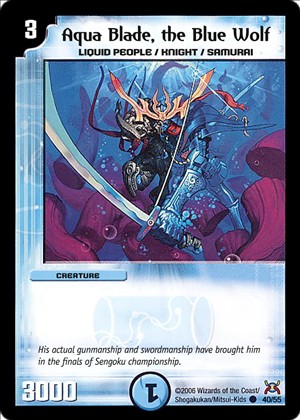 3
Aqua Blade, the Blue Wolf
LIQUID PEOPLE / KNIGHT / SAMURAI
CREATURE
His actual gunmanship and swordmanship have brought him
in the finals of Sengoku championship.
3000
1
©2006 Wizards of the Coast/
Shogakukan/Mitsui-Kids
40/55